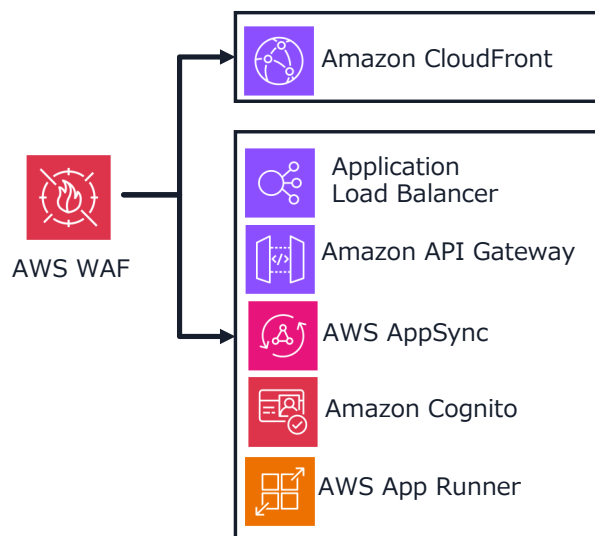 Amazon CloudFront
Application
Load Balancer
AWS WAF
Amazon API Gateway
</>
AWS AppSync
Amazon Cognito
AWS App Runner